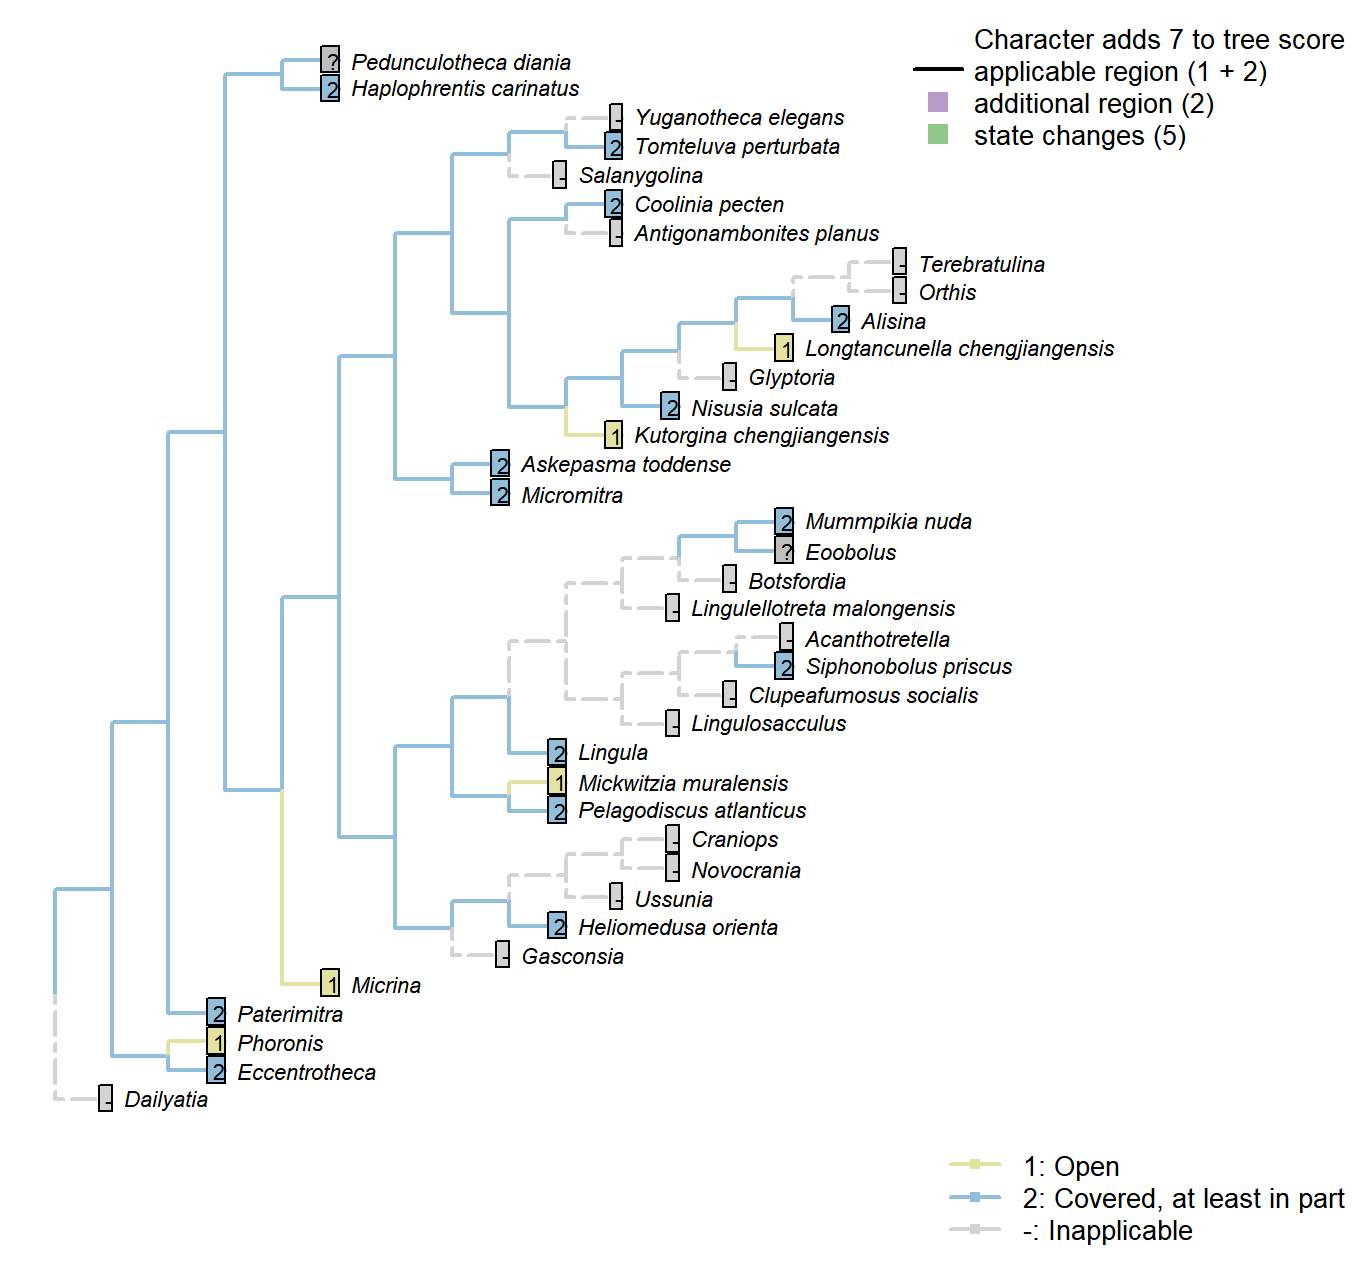 Character adds 7 to tree score
applicable region (1 + 2)
additional region (2)
state changes (5)
? Pedunculotheca diania
2 Haplophrentis carinatus
- Yuganotheca elegans
2 Tomteluva perturbata
- Salanygolina
2 Coolinia pecten
- Antigonambonites planus
- Terebratulina
- Orthis
2 Alisina
1 Longtancunella chengjiangensis
- Glyptoria
2 Nisusia sulcata
1 Kutorgina chengjiangensis
2 Askepasma toddense
2 Micromitra
2 Mummpikia nuda
? Eoobolus
- Botsfordia
- Lingulellotreta malongensis
- Acanthotretella
2 Siphonobolus priscus
- Clupeafumosus socialis
- Lingulosacculus
2 Lingula
1 Mickwitzia muralensis
2 Pelagodiscus atlanticus
- Craniops
- Novocrania
- Ussunia
2 Heliomedusa orienta
- Gasconsia
1 Micrina
2 Paterimitra
1 Phoronis
2 Eccentrotheca
- Dailyatia
1: Open
2: Covered, at least in part
-: Inapplicable